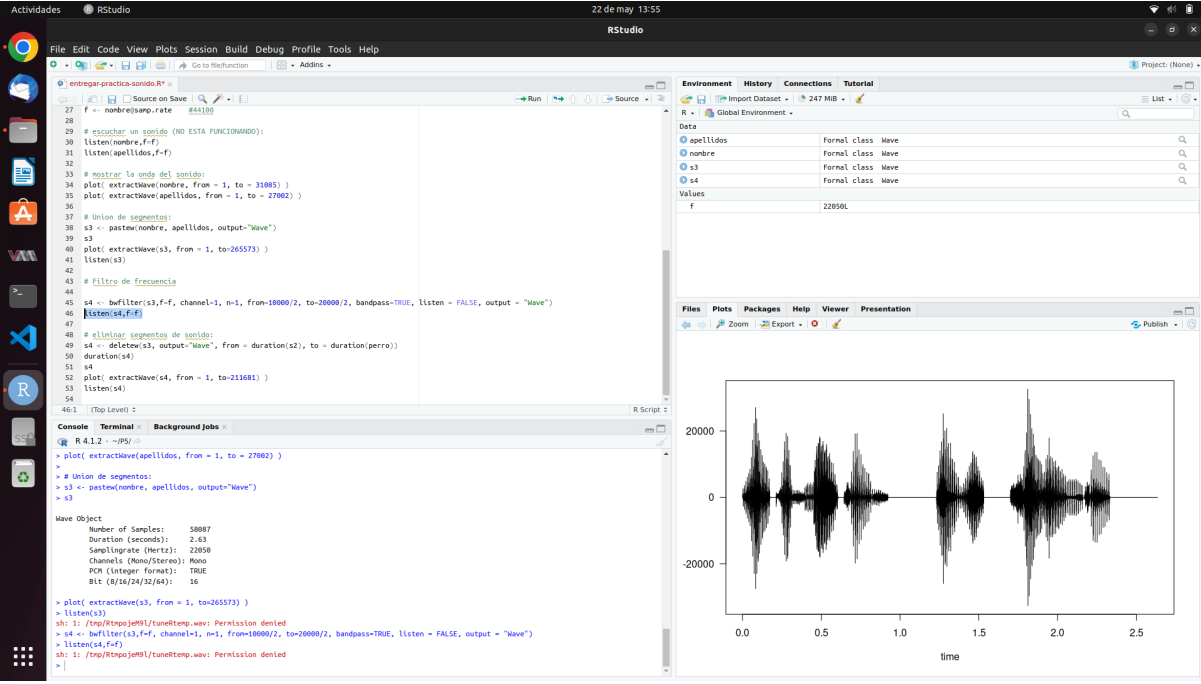 Actividades
RStudio
22 de may 13:55
RStudio
File Edit Code View Plots Session Build Debug Profile Tools Help
Go to file/function
Addins
Project: (None)
entregar-practica-sonido.R*
Source on Save
Run
Source
27 f <- nombre@samp.rate #44100
28
29 # escuchar un sonido (NO ESTA FUNCIONANDO):
30 listen(nombre,f=f)
31 listen(apellidos,f=f)
32
33 # mostrar la onda del sonido:
34 plot( extractWave(nombre, from = 1, to = 31085) )
35 plot( extractWave(apellidos, from = 1, to = 27002) )
36
37 # Union de segmentos:
38 s3 <- pastew(nombre, apellidos, output="Wave")
39 s3
40 plot( extractWave(s3, from = 1, to=265573) )
41 listen(s3)
42
43 # Filtro de frecuencia
44
45 s4 <- bwfilter(s3,f=f, channel=1, n=1, from=10000/2, to=20000/2, bandpass=TRUE, listen = FALSE, output = "Wave")
46 listen(s4,f=f)
47
48 # eliminar segmentos de sonido:
49 s4 <- deletew(s3, output="Wave", from = duration(s2), to = duration(perro))
50 duration(s4)
51 s4
52 plot( extractWave(s4, from = 1, to=211681) )
53 listen(s4)
54
46:1 (Top Level) R Script
Console Terminal Background Jobs
R 4.1.2 · ~/P5/
> plot( extractWave(apellidos, from = 1, to = 27002) )
>
> # Union de segmentos:
> s3 <- pastew(nombre, apellidos, output="Wave")
> s3
Wave Object
Number of Samples: 58087
Duration (seconds): 2.63
Samplingrate (Hertz): 22050
Channels (Mono/Stereo): Mono
PCM (integer format): TRUE
Bit (8/16/24/32/64): 16
> plot( extractWave(s3, from = 1, to=265573) )
> listen(s3)
sh: 1: /tmp/RtmpojeM9l/tuneRtemp.wav: Permission denied
> s4 <- bwfilter(s3,f=f, channel=1, n=1, from=10000/2, to=20000/2, bandpass=TRUE, listen = FALSE, output = "Wave")
> listen(s4,f=f)
sh: 1: /tmp/RtmpojeM9l/tuneRtemp.wav: Permission denied
>
Environment History Connections Tutorial
Import Dataset 247 MiB List
R Global Environment
Data
apellidos Formal class Wave
nombre Formal class Wave
s3 Formal class Wave
s4 Formal class Wave
Values
f 22050L
Files Plots Packages Help Viewer Presentation
Zoom Export Publish
20000
0
-20000
0.0 0.5 1.0 1.5 2.0 2.5
time